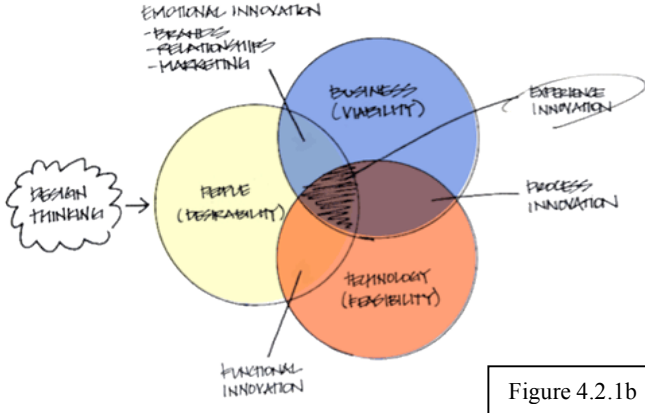 EMOTIONAL INNOVATION
-BRANDS
-RELATIONSHIPS
-MARKETING
BUSINESS
(VIABILITY)
EXPERIENCE
INNOVATION
DESIGN
THINKING
PEOPLE
(DESIRABILITY)
PROCESS
INNOVATION
TECHNOLOGY
(FEASIBILITY)
FUNCTIONAL
INNOVATION
Figure 4.2.1b